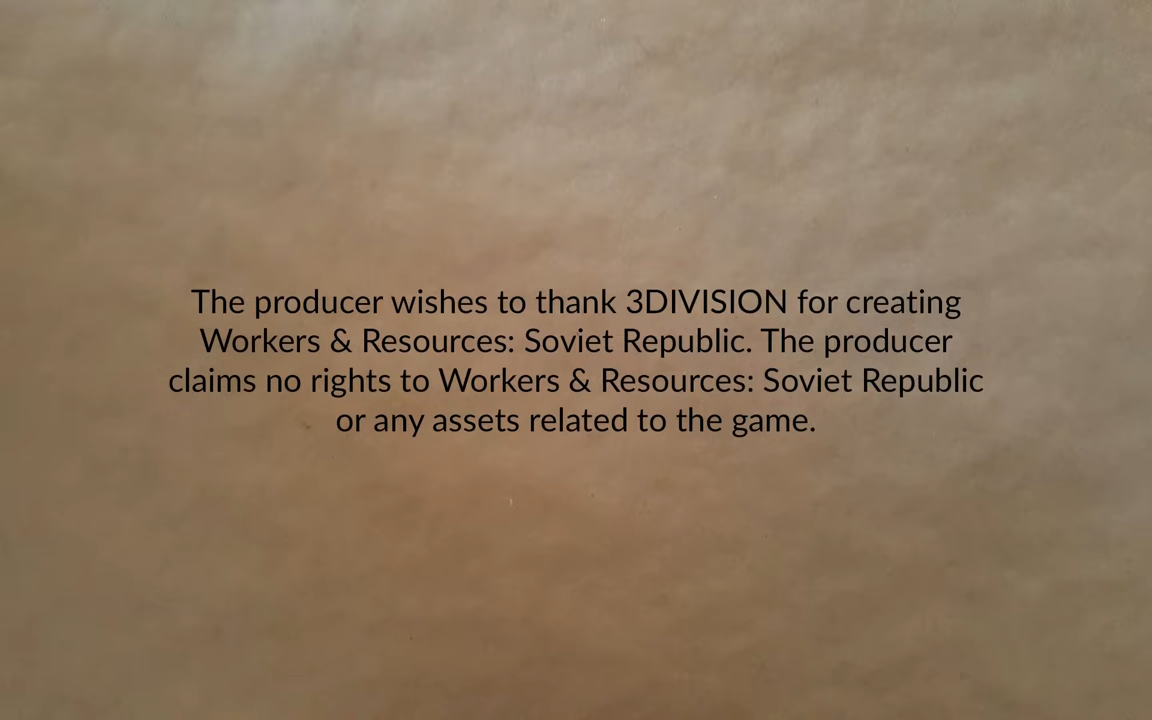 The producer wishes to thank 3DIVISION for creating
Workers & Resources: Soviet Republic. The producer
claims no rights to Workers & Resources: Soviet Republic
or any assets related to the game.